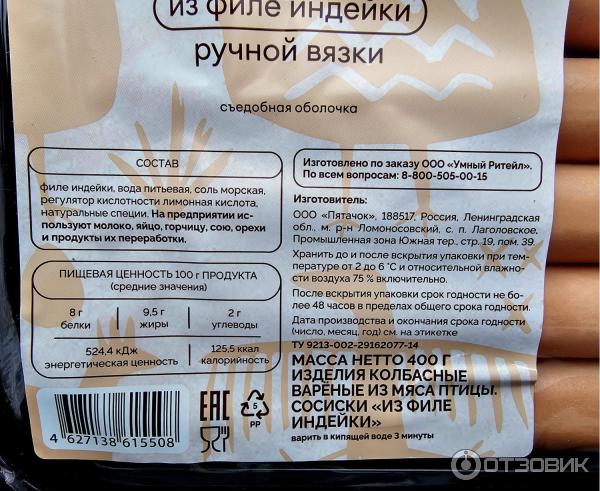 из филе индейки
ручной вязки
съедобная оболочка
СОСТАВ
филе индейки, вода питьевая, соль морская,
регулятор кислотности лимонная кислота,
натуральные специи. На предприятии ис-
пользуют молоко, яйцо, горчицу, сою, орехи
и продукты их переработки.
ПИЩЕВАЯ ЦЕННОСТЬ 100 г ПРОДУКТА
(средние значения)
8 г
белки
9,5 г
жиры
2 г
углеводы
524,4 кДж
энергетическая ценность
125,5 ккал
калорийность
4 627138 615508
EAC
5
PP
Изготовлено по заказу ООО «Умный Ритейл».
По всем вопросам: 8-800-505-00-15
Изготовитель:
ООО «Пятачок», 188517, Россия, Ленинградская
обл., м. р-н Ломоносовский, с. п. Лаголовское,
Промышленная зона Южная тер., стр. 19, пом. 39.
Хранить до и после вскрытия упаковки при тем-
пературе от 2 до 6 °С и относительной влажно-
сти воздуха 75 % включительно.
После вскрытия упаковки срок годности не бо-
лее 48 часов в пределах общего срока годности.
Дата производства и окончания срока годности
(число, месяц, год) см. на этикетке
ТУ 9213-002-29162077-14
МАССА НЕТТО 400 Г
ИЗДЕЛИЯ КОЛБАСНЫЕ
ВАРЁНЫЕ ИЗ МЯСА ПТИЦЫ.
СОСИСКИ «ИЗ ФИЛЕ
ИНДЕЙКИ»
варить в кипящей воде 3 минуты
ОТЗОВИК